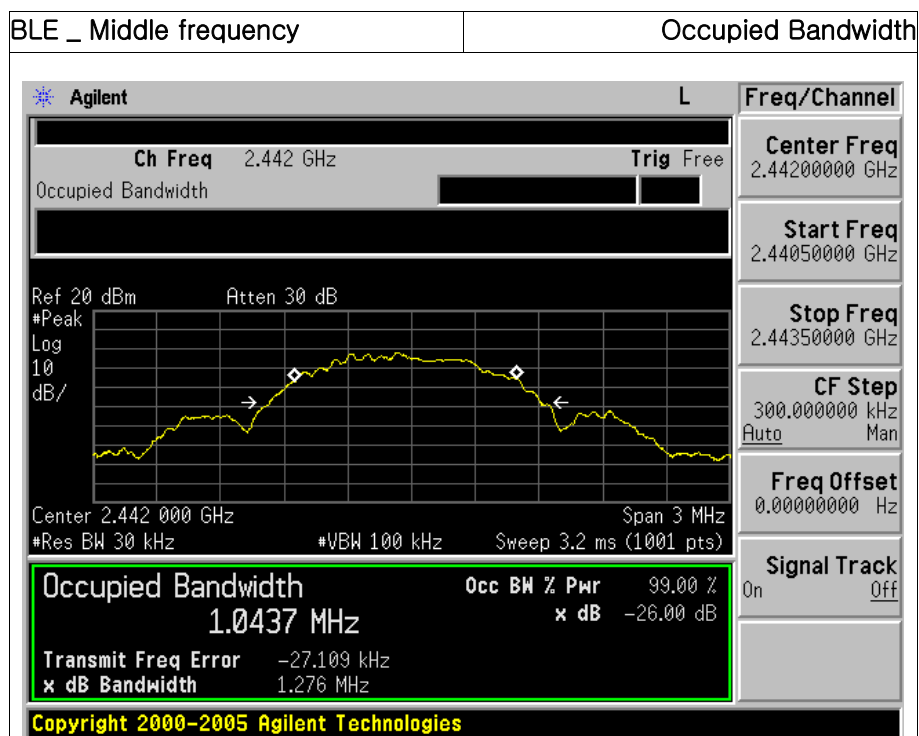 BLE _ Middle frequency
Occupied Bandwidth
Agilent
L
Freq/Channel
Ch Freq 2.442 GHz
Trig Free
Occupied Bandwidth
Center Freq
2.44200000 GHz
Start Freq
2.44050000 GHz
Stop Freq
2.44350000 GHz
CF Step
300.000000 kHz
Auto Man
Freq Offset
0.00000000 Hz
Signal Track
On Off
Ref 20 dBm
Atten 30 dB
#Peak
Log
10
dB/
Center 2.442 000 GHz
Span 3 MHz
#Res BW 30 kHz
#VBW 100 kHz
Sweep 3.2 ms (1001 pts)
Occupied Bandwidth
1.0437 MHz
Occ BW % Pwr 99.00 %
x dB -26.00 dB
Transmit Freq Error -27.109 kHz
x dB Bandwidth 1.276 MHz
Copyright 2000-2005 Agilent Technologies